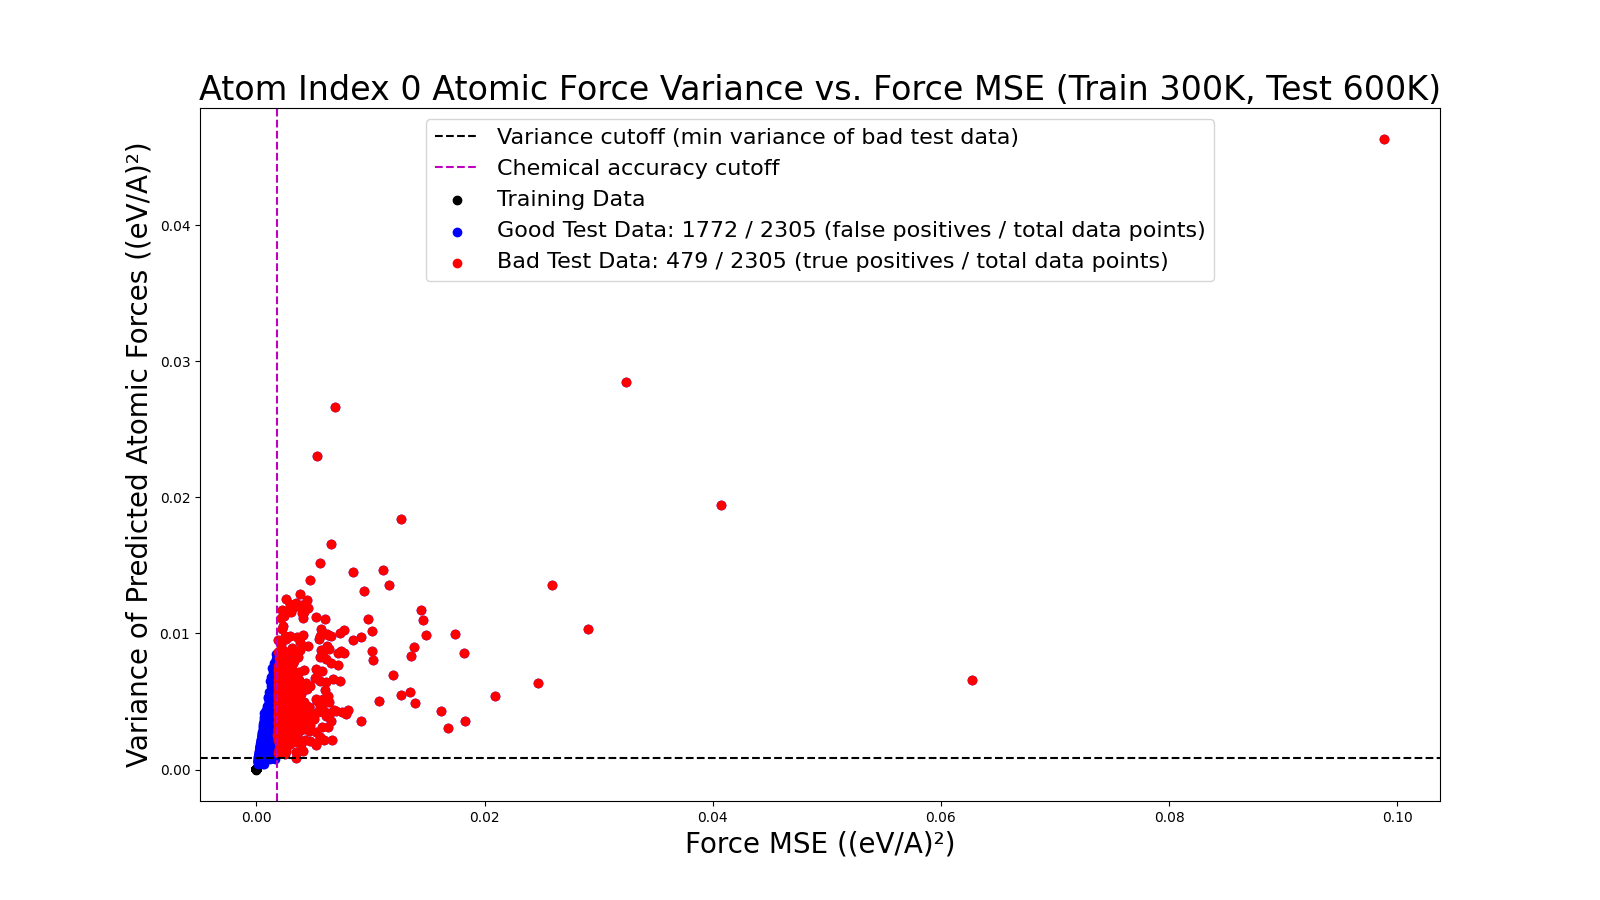 Atom Index 0 Atomic Force Variance vs. Force MSE (Train 300K, Test 600K)
Variance cutoff (min variance of bad test data)
Chemical accuracy cutoff
Training Data
Good Test Data: 1772 / 2305 (false positives / total data points)
Bad Test Data: 479 / 2305 (true positives / total data points)
Variance of Predicted Atomic Forces ((eV/A)²)
0.04
0.03
0.02
0.01
0.00
0.00 0.02 0.04 0.06 0.08 0.10
Force MSE ((eV/A)²)